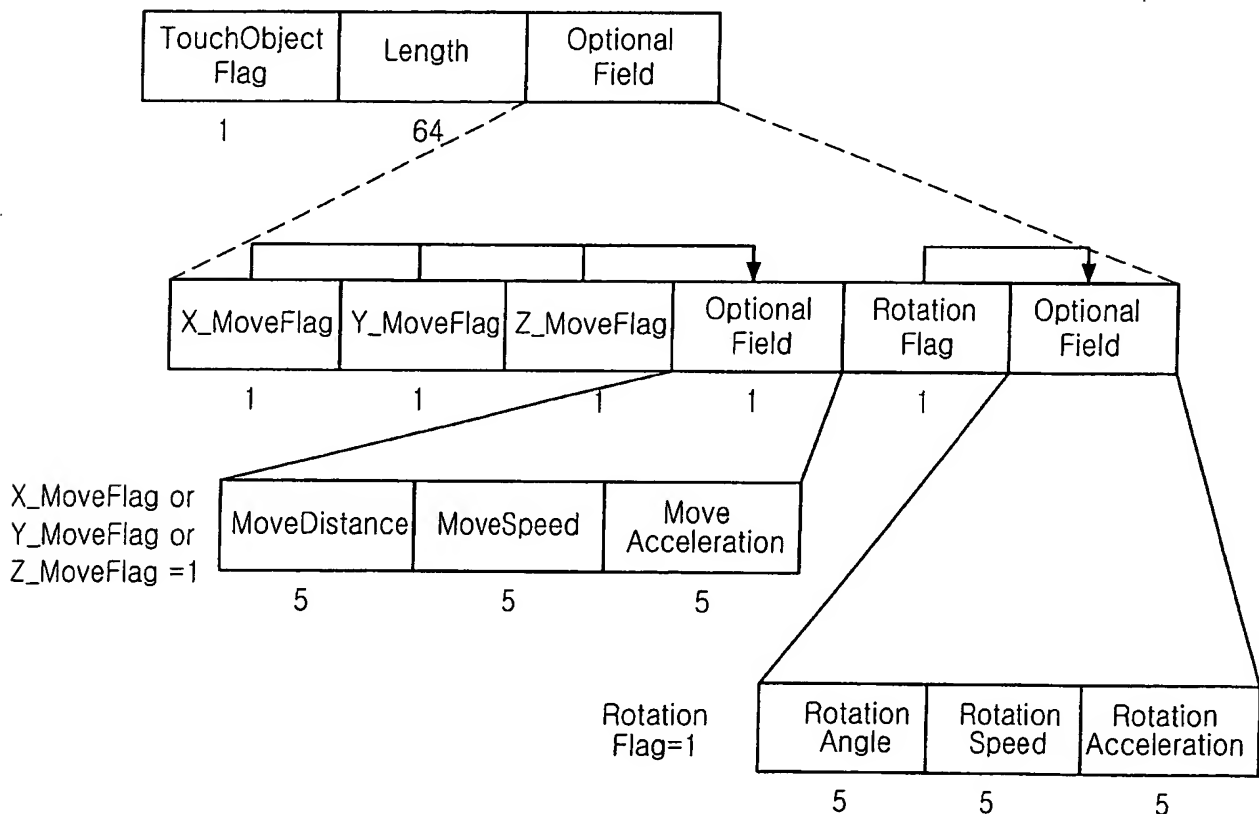 TouchObject
Flag
Length
Optional
Field
1
64
X_MoveFlag
Y_MoveFlag
Z_MoveFlag
Optional
Field
Rotation
Flag
Optional
Field
1
1
1
1
1
X_MoveFlag or
Y_MoveFlag or
Z_MoveFlag =1
MoveDistance
MoveSpeed
Move
Acceleration
5
5
5
Rotation
Flag=1
Rotation
Angle
Rotation
Speed
Rotation
Acceleration
5
5
5